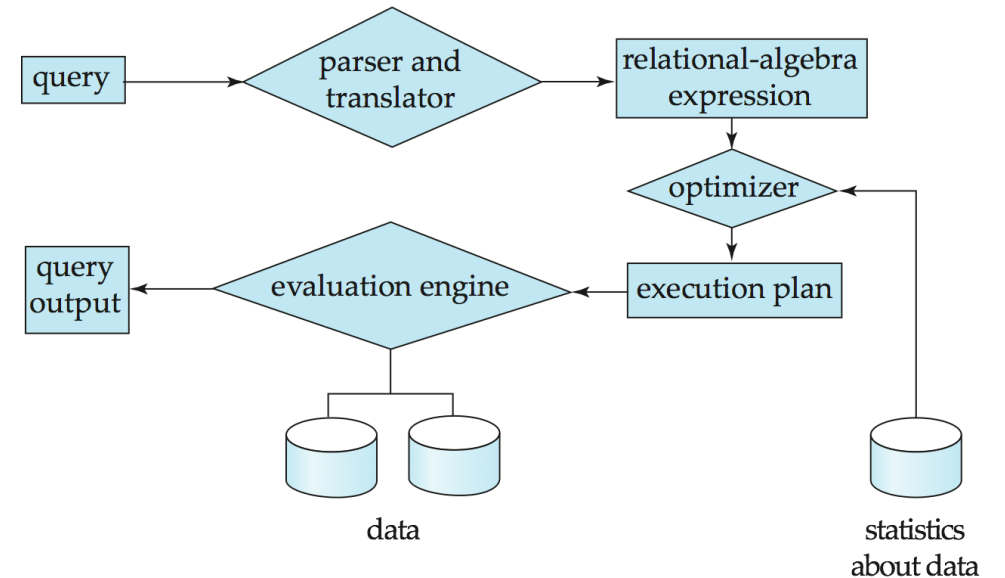 query
parser and
translator
relational-algebra
expression
optimizer
query
output
evaluation engine
execution plan
data
statistics
about data